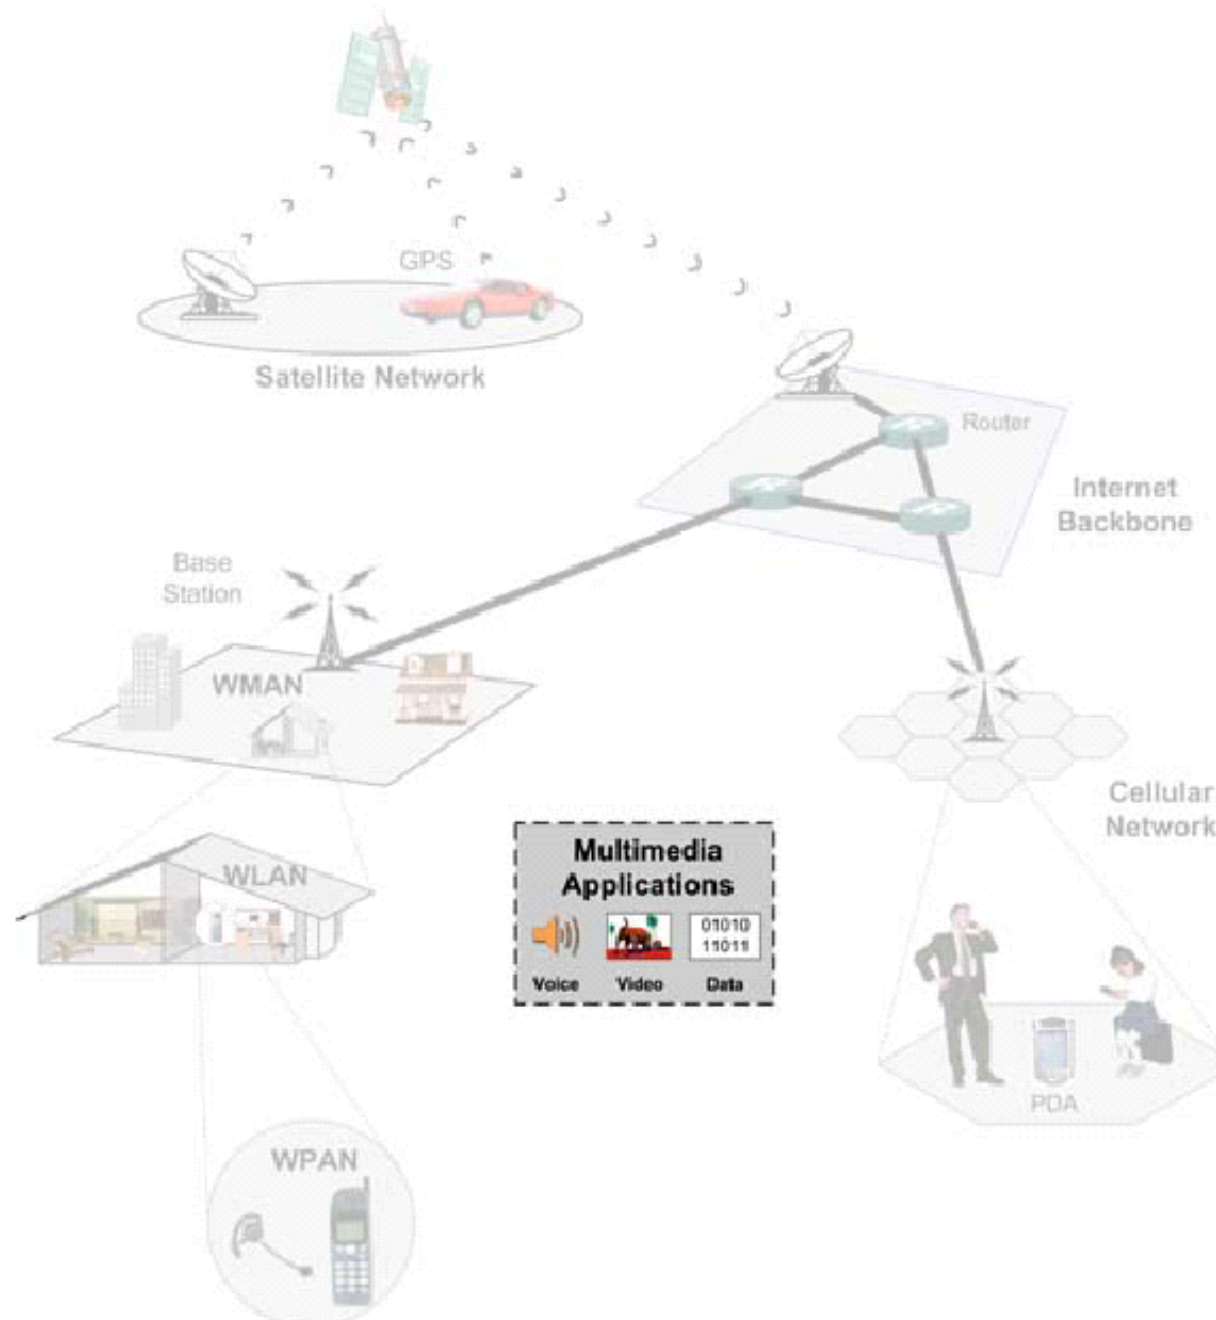 GPS
Satellite Network
Router
Internet
Backbone
Base
Station
WMAN
Cellular
Network
Multimedia
Applications
01010
11011
Voice
Video
Data
WLAN
PDA
WPAN